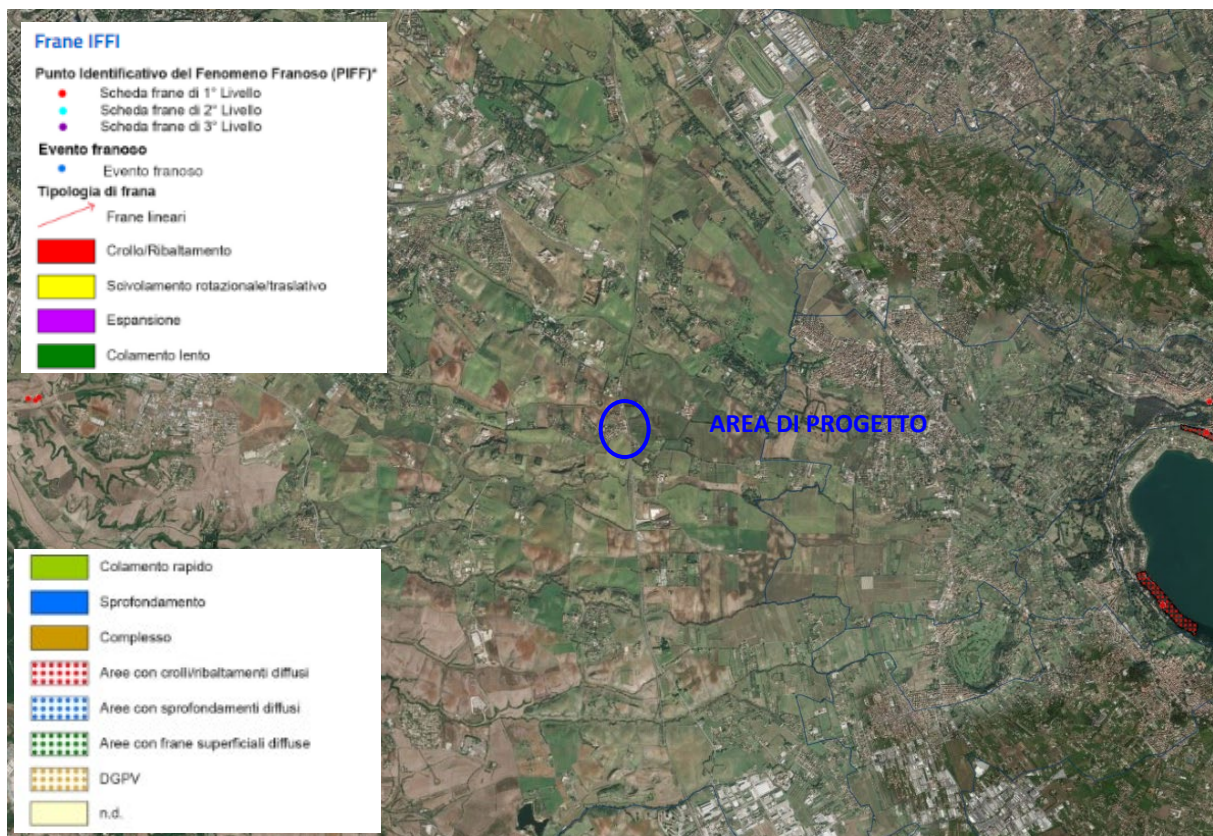 Frane IFFI
Punto Identificativo del Fenomeno Franoso (PIFF)*
Scheda frane di 1° Livello
Scheda frane di 2° Livello
Scheda frane di 3° Livello
Evento franoso
Evento franoso
Tipologia di frana
Frane lineari
Crollo/Ribaltamento
Scivolamento rotazionale/traslativo
Espansione
Colamento lento
AREA DI PROGETTO
Colamento rapido
Sprofondamento
Complesso
Aree con crolli/ribaltamenti diffusi
Aree con sprofondamenti diffusi
Aree con frane superficiali diffuse
DGPV
n.d.